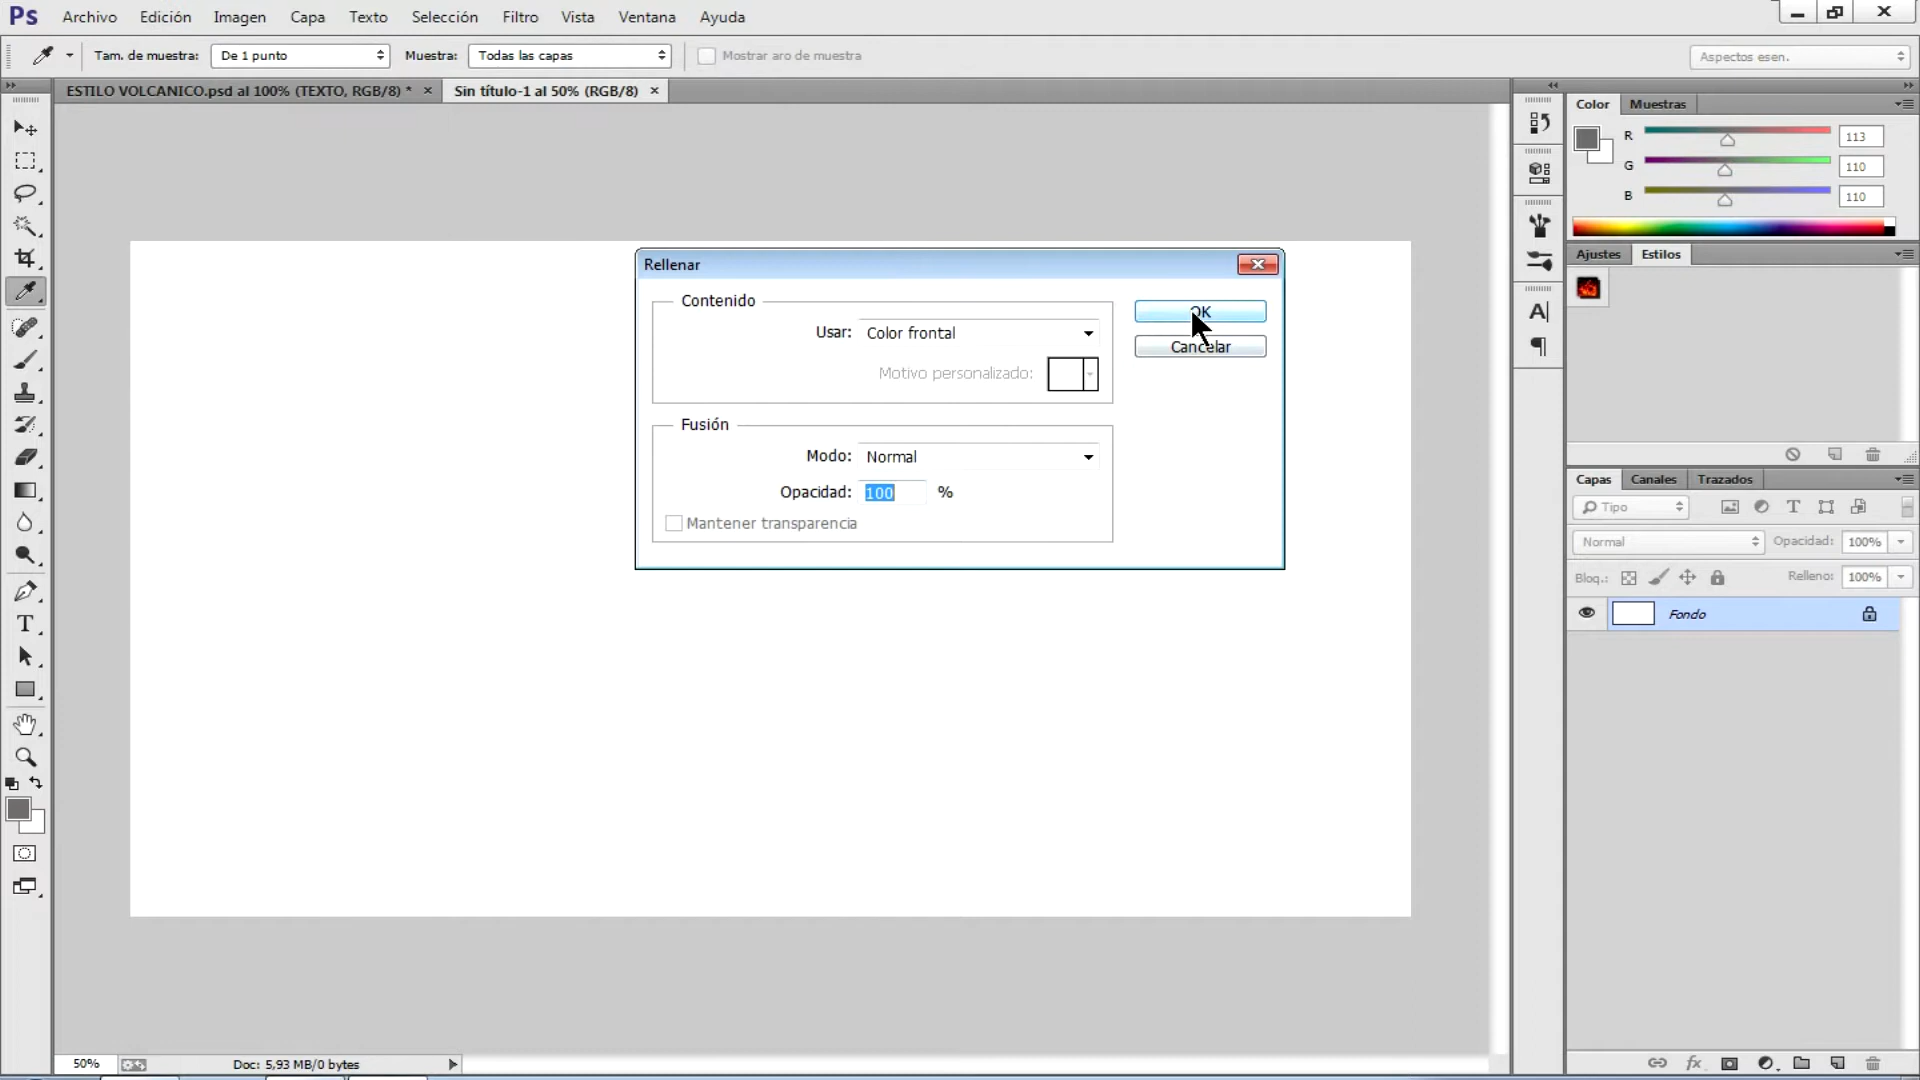 Ps Archivo Edición Imagen Capa Texto Selección Filtro Vista Ventana Ayuda
Tam. de muestra: De 1 punto Muestra: Todas las capas Mostrar aro de muestra Aspectos esen.
ESTILO VOLCANICO.psd al 100% (TEXTO, RGB/8) * × Sin título-1 al 50% (RGB/8) ×
Color Muestras
R 113
G 110
B 110
Ajustes Estilos
Rellenar
Contenido
Usar: Color frontal
Motivo personalizado:
OK
Cancelar
Fusión
Modo: Normal
Opacidad: 100 %
Mantener transparencia
Capas Canales Trazados
Tipo
Normal Opacidad: 100%
Bloq.: Relleno: 100%
Fondo
50% Doc: 5,93 MB/0 bytes